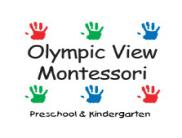 Olympic View
Montessori
Preschool & Kindergarten